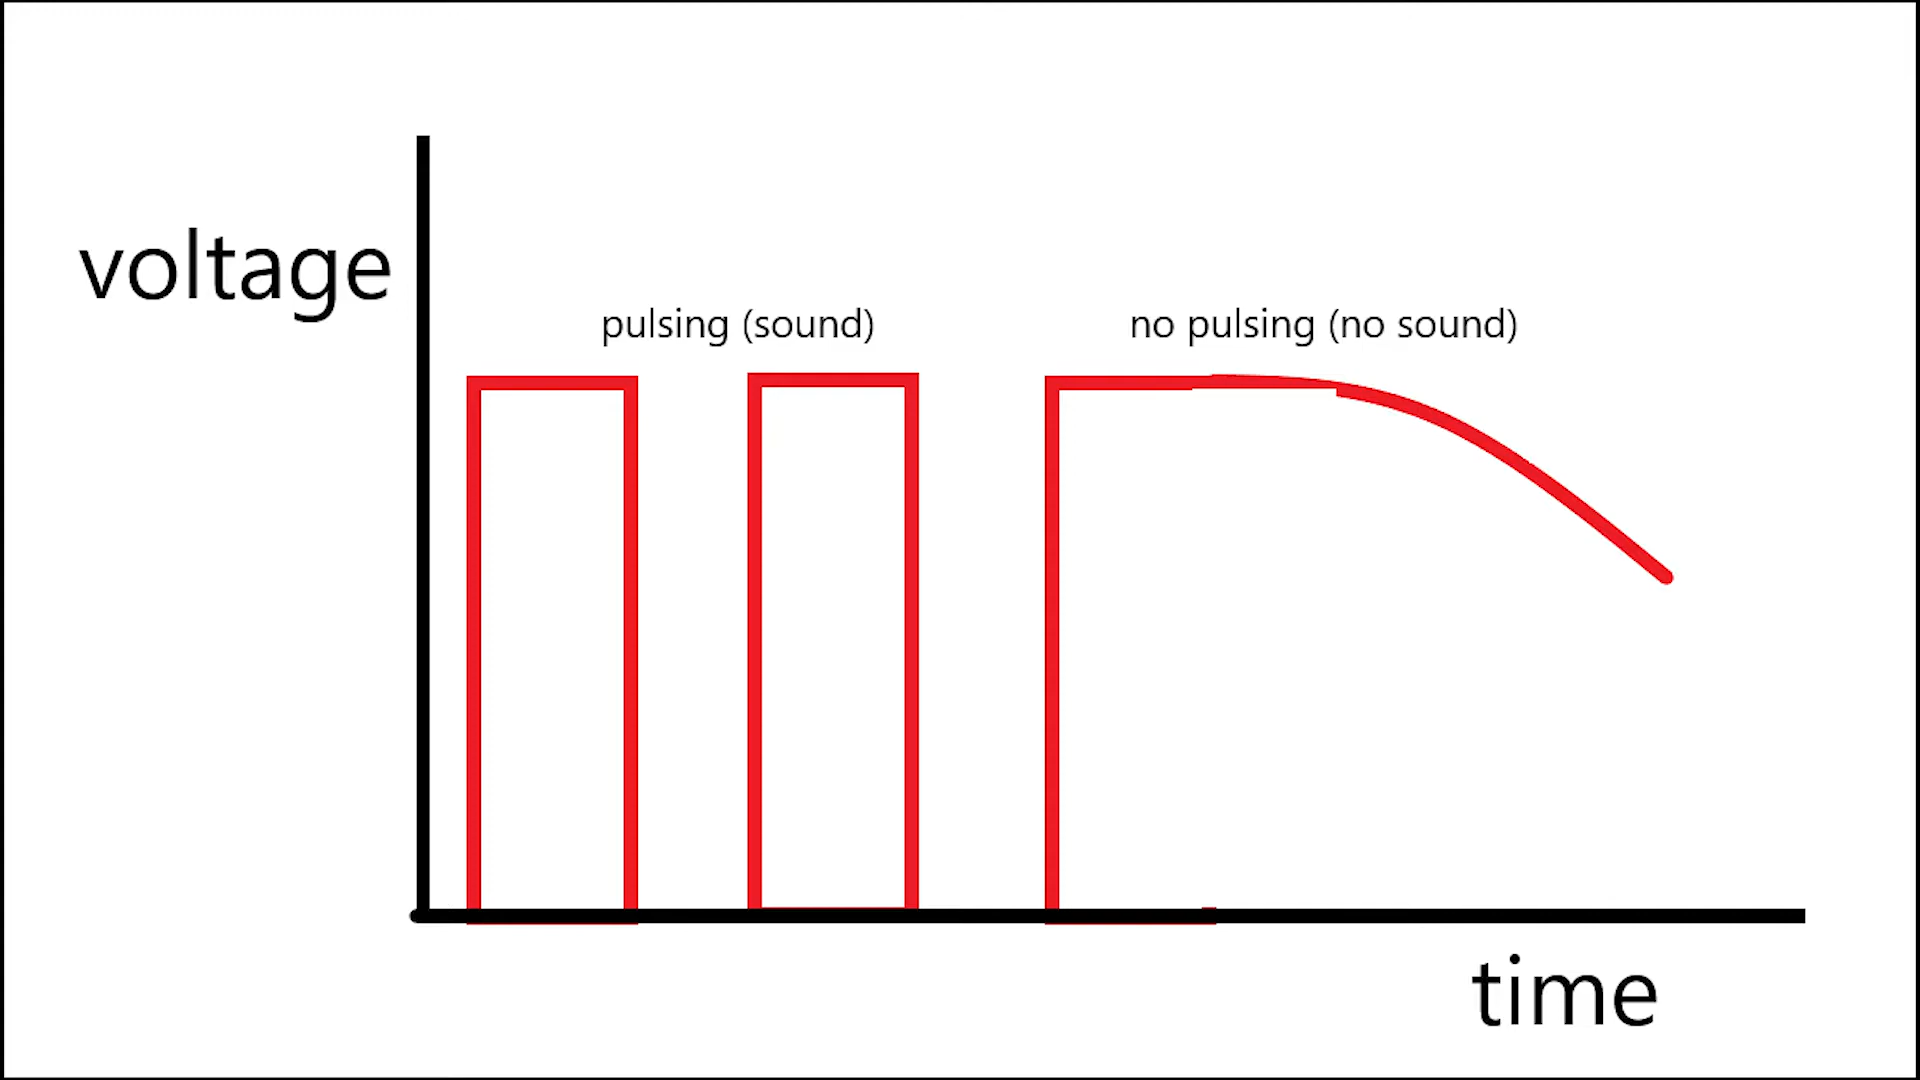 voltage
pulsing (sound)
no pulsing (no sound)
time